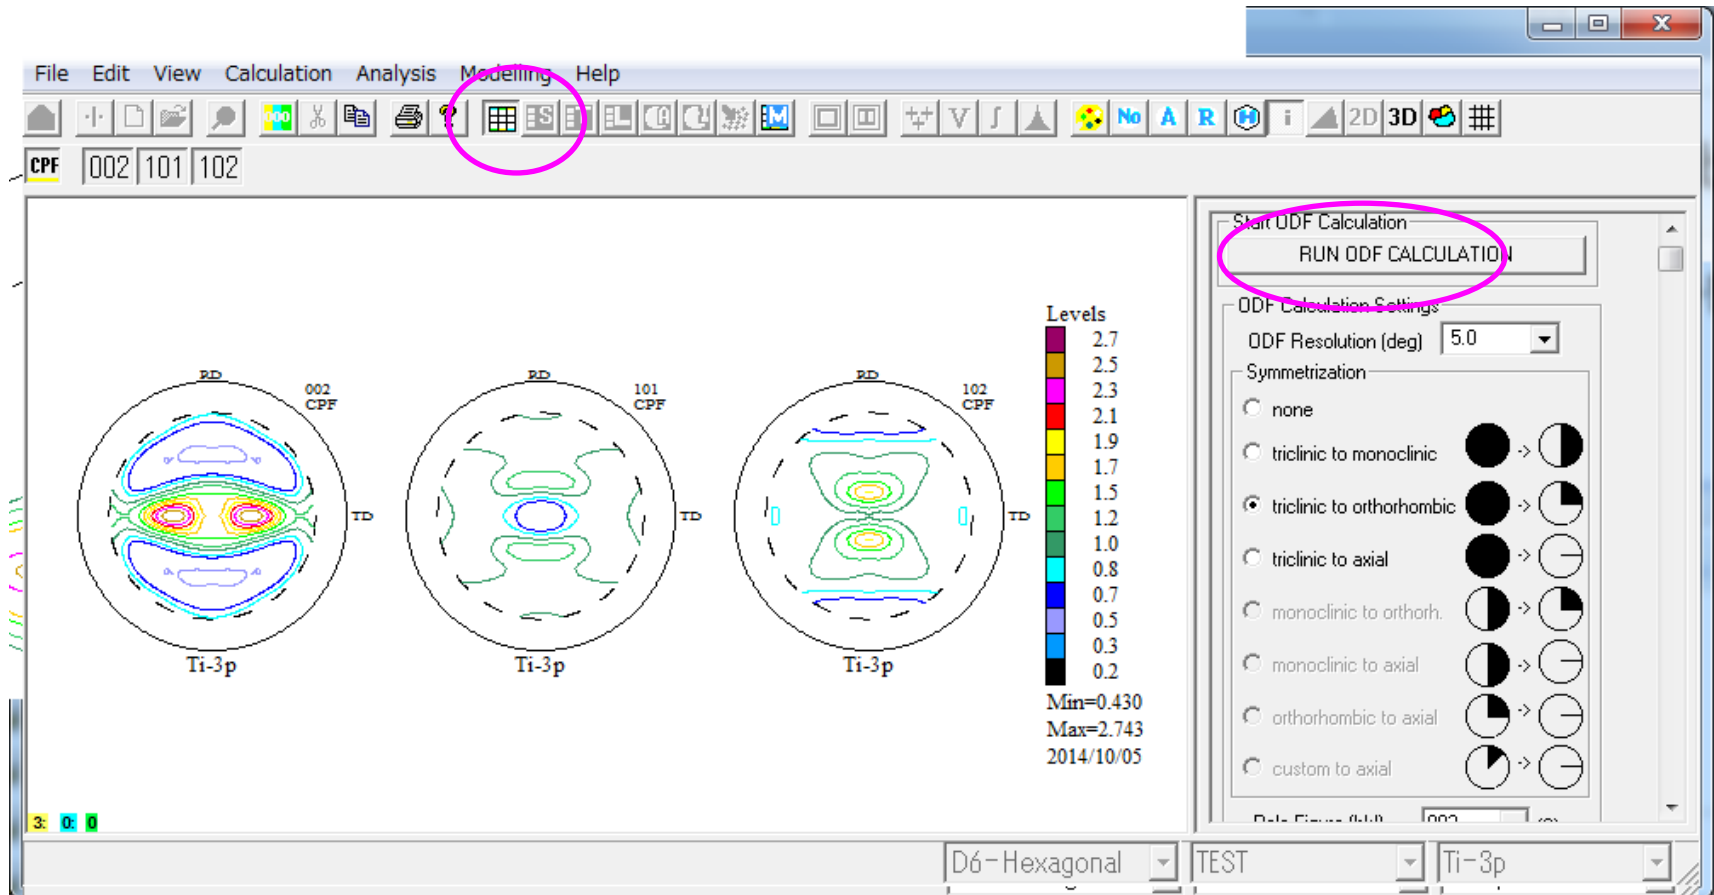 File Edit View Calculation Analysis Modelling Help
No A R H i 2D 3D
CPF 002 101 102
Start ODF Calculation
RUN ODF CALCULATION
ODF Calculation Settings
ODF Resolution (deg) 5.0
Symmetrization
none
triclinic to monoclinic ->
triclinic to orthorhombic ->
triclinic to axial ->
monoclinic to orthorh. ->
monoclinic to axial ->
orthorhombic to axial ->
custom to axial ->
RD
002
CPF
TD
Ti-3p
RD
101
CPF
TD
Ti-3p
RD
102
CPF
TD
Ti-3p
Levels
2.7
2.5
2.3
2.1
1.9
1.7
1.5
1.2
1.0
0.8
0.7
0.5
0.3
0.2
Min=0.430
Max=2.743
2014/10/05
3: 0: 0
D6-Hexagonal TEST Ti-3p